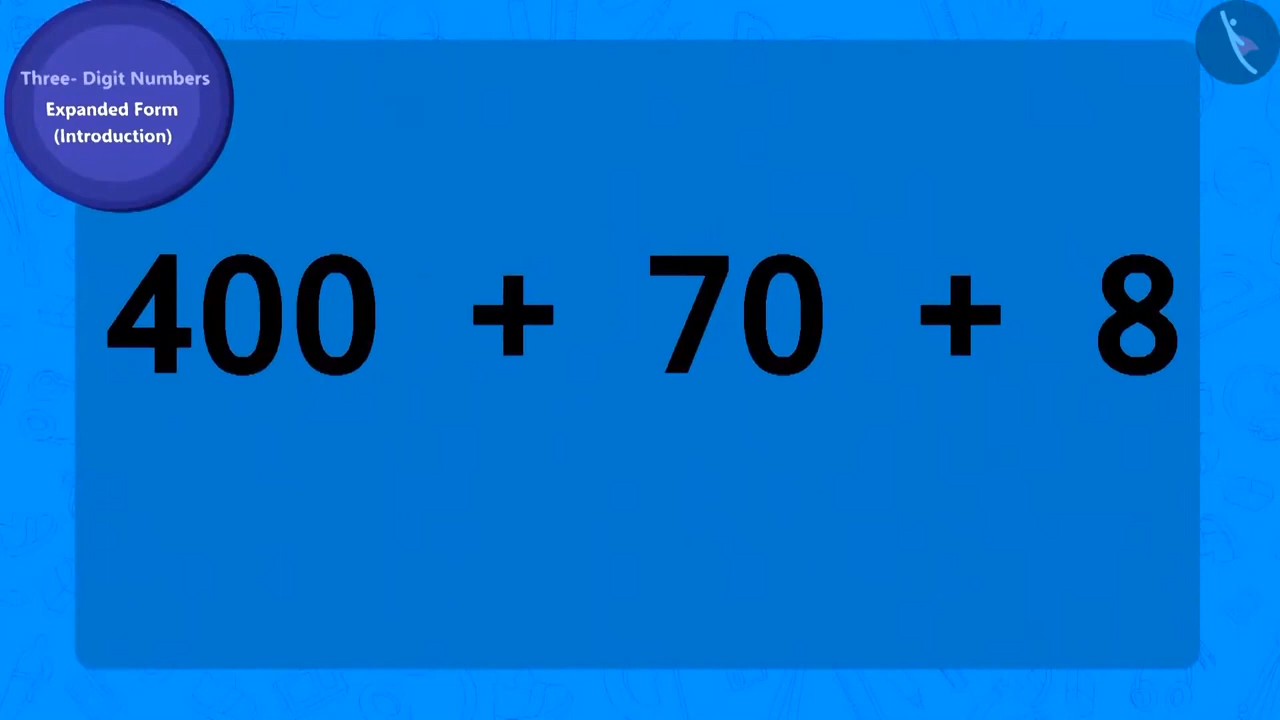 Three- Digit Numbers
Expanded Form
(Introduction)
400 + 70 + 8